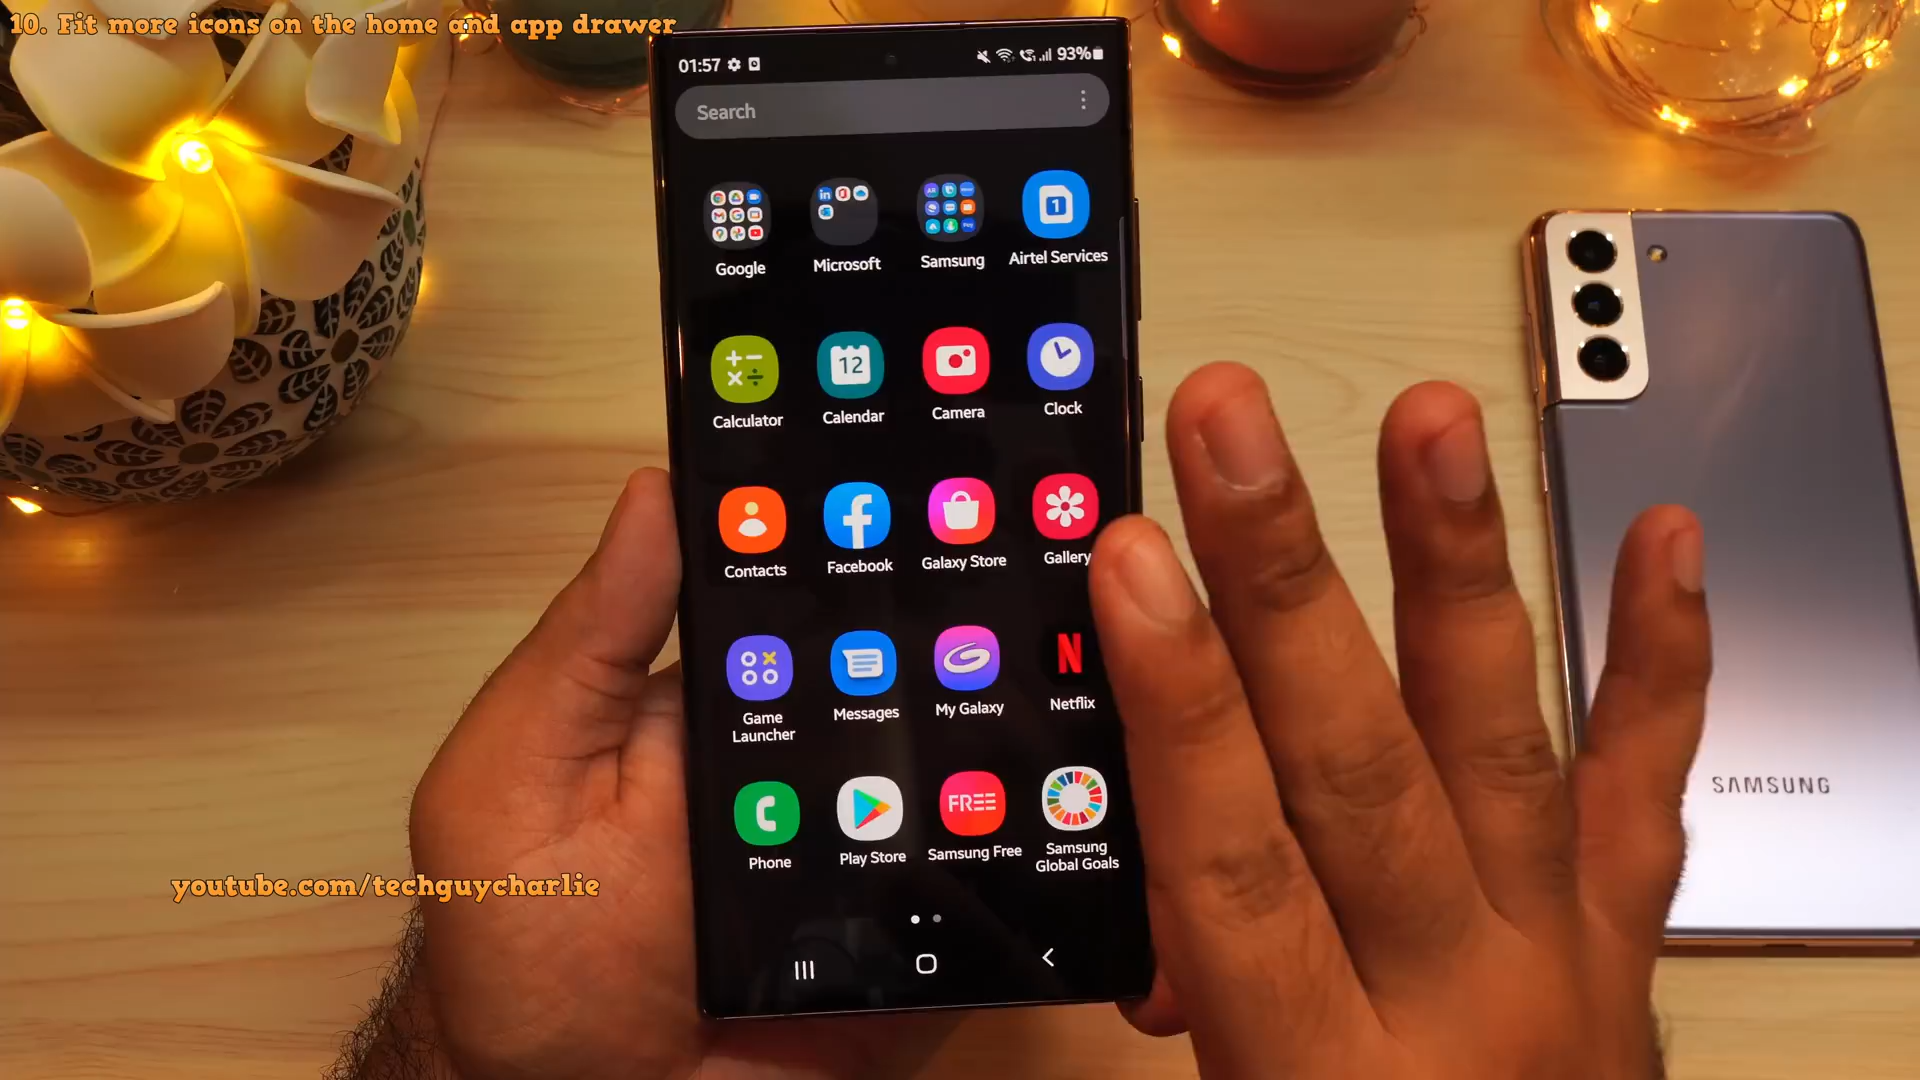 10. Fit more icons on the home and app drawer
01:57
93%
Search
Google
Microsoft
Samsung
Airtel Services
1
12
Calculator
Calendar
Camera
Clock
Contacts
Facebook
Galaxy Store
Gallery
N
Game
Launcher
Messages
My Galaxy
Netflix
FREE
Phone
Play Store
Samsung Free
Samsung
Global Goals
SAMSUNG
youtube.com/techguycharlie